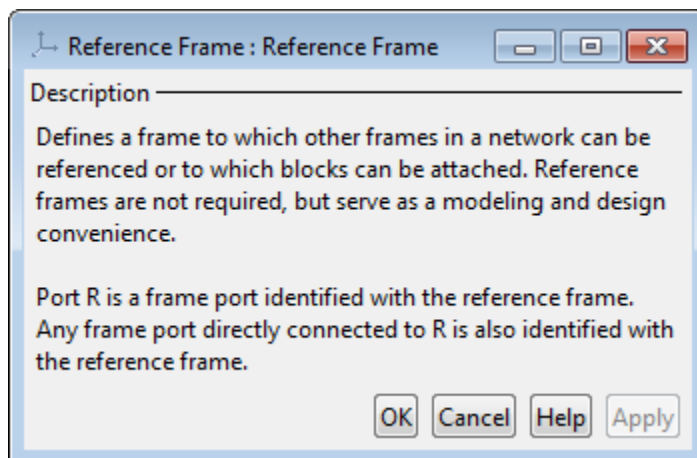 Reference Frame : Reference Frame
Description
Defines a frame to which other frames in a network can be
referenced or to which blocks can be attached. Reference
frames are not required, but serve as a modeling and design
convenience.
Port R is a frame port identified with the reference frame.
Any frame port directly connected to R is also identified with
the reference frame.
OK Cancel Help Apply